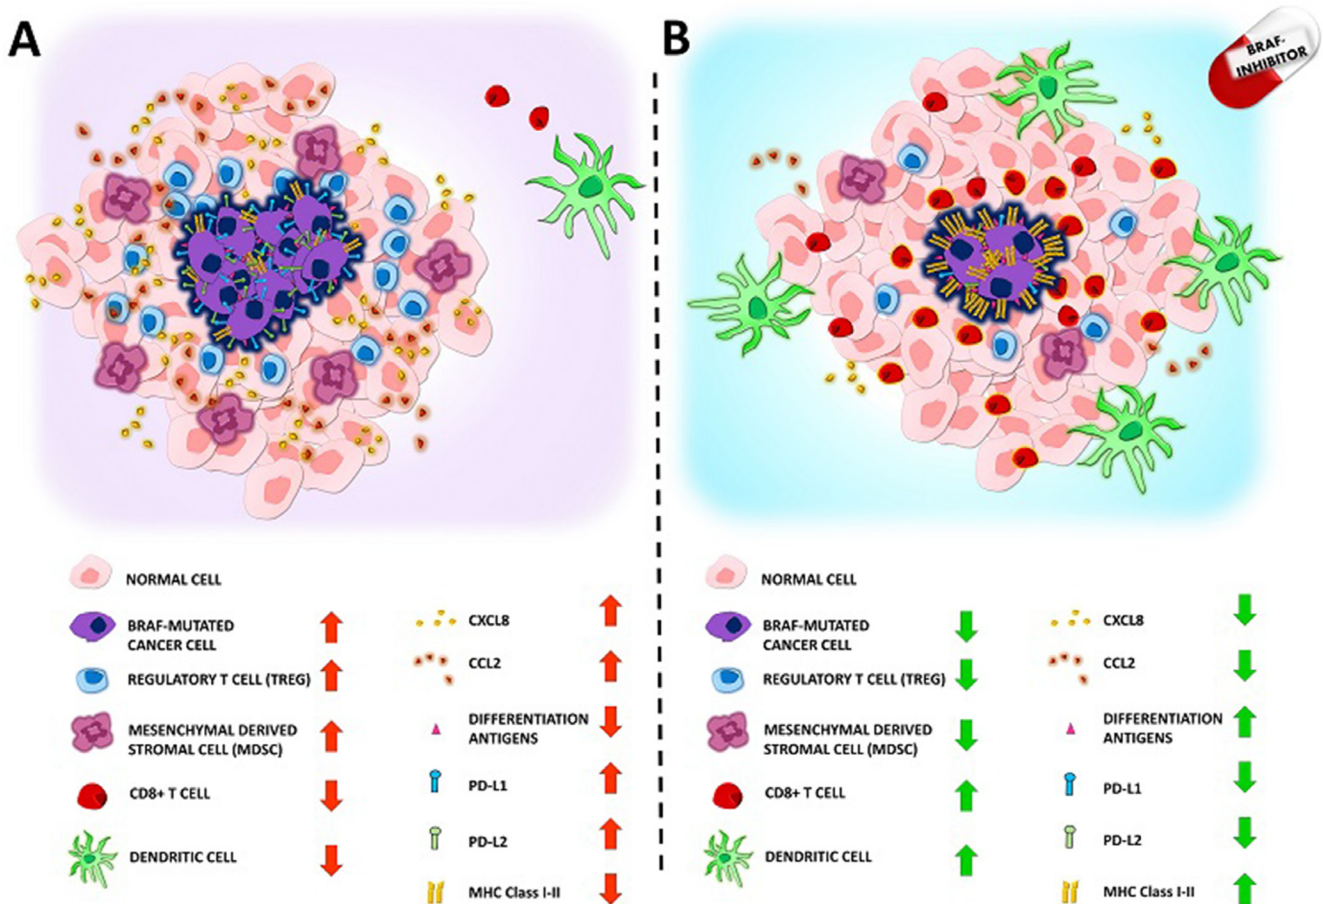 A
B
BRAF-
INHIBITOR
NORMAL CELL
BRAF-MUTATED
CANCER CELL
REGULATORY T CELL (TREG)
MESENCHYMAL DERIVED
STROMAL CELL (MDSC)
CD8+ T CELL
DENDRITIC CELL
CXCL8
CCL2
DIFFERENTIATION
ANTIGENS
PD-L1
PD-L2
MHC Class I-II
NORMAL CELL
BRAF-MUTATED
CANCER CELL
REGULATORY T CELL (TREG)
MESENCHYMAL DERIVED
STROMAL CELL (MDSC)
CD8+ T CELL
DENDRITIC CELL
CXCL8
CCL2
DIFFERENTIATION
ANTIGENS
PD-L1
PD-L2
MHC Class I-II